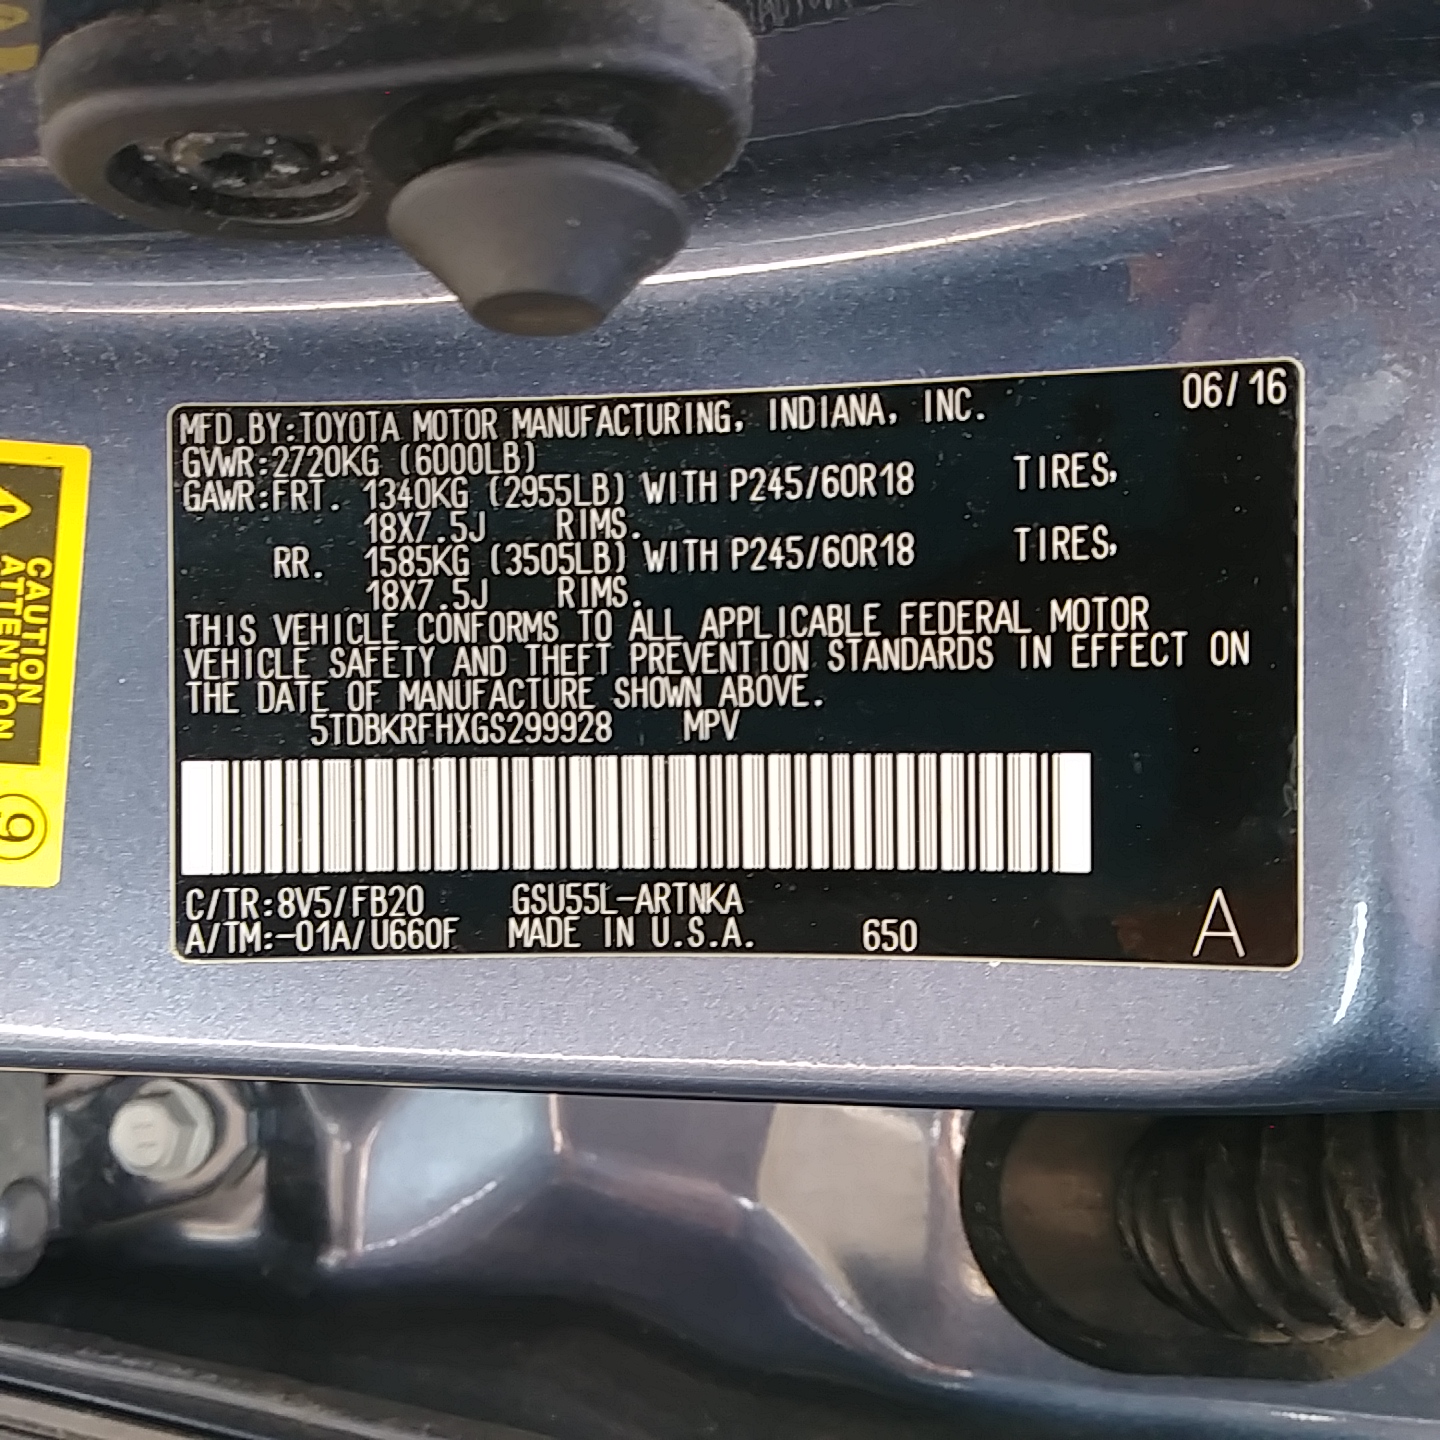 06/16
MFD.BY:TOYOTA MOTOR MANUFACTURING, INDIANA, INC.
GVWR:2720KG (6000LB)
GAWR:FRT. 1340KG (2955LB) WITH P245/60R18 TIRES,
18X7.5J RIMS.
RR. 1585KG (3505LB) WITH P245/60R18 TIRES,
18X7.5J RIMS.
THIS VEHICLE CONFORMS TO ALL APPLICABLE FEDERAL MOTOR
VEHICLE SAFETY AND THEFT PREVENTION STANDARDS IN EFFECT ON
THE DATE OF MANUFACTURE SHOWN ABOVE.
5TDBKRFHXGS299928 MPV
C/TR:8V5/FB20 GSU55L-ARTNKA
A/TM:-01A/U660F MADE IN U.S.A. 650 A
CAUTION
ATTENTION
9